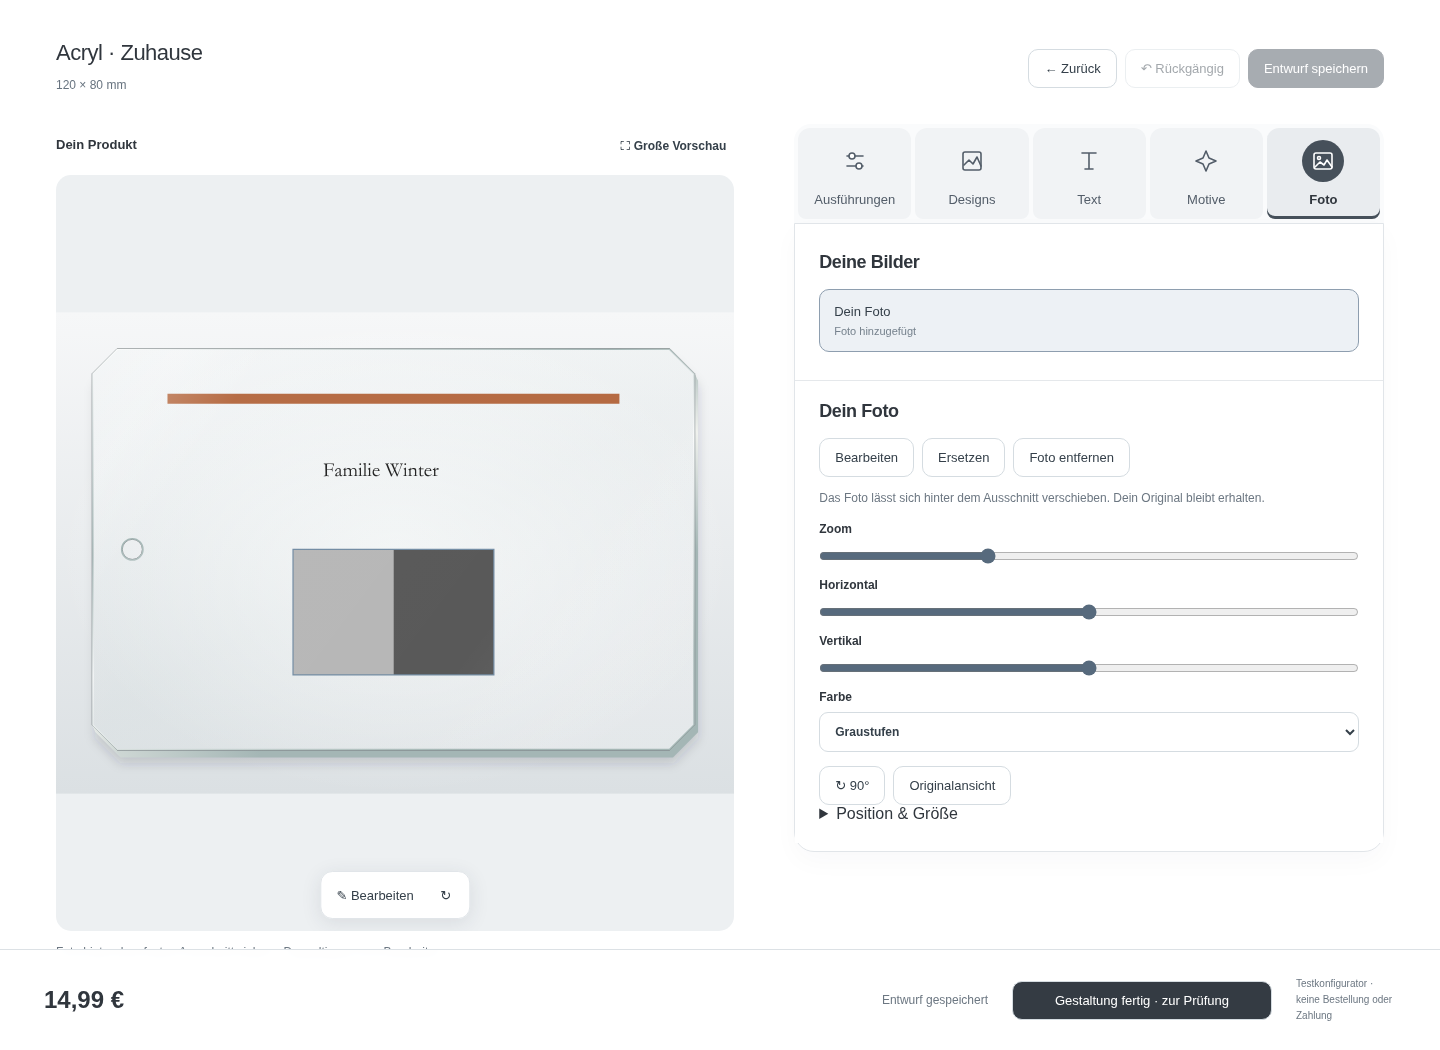 Acryl · Zuhause
120 × 80 mm
← Zurück
↶ Rückgängig
Entwurf speichern
Dein Produkt
Große Vorschau
Familie Winter
✎ Bearbeiten
↻
Ausführungen
Designs
Text
Motive
Foto
Deine Bilder
Dein Foto
Foto hinzugefügt
Dein Foto
Bearbeiten
Ersetzen
Foto entfernen
Das Foto lässt sich hinter dem Ausschnitt verschieben. Dein Original bleibt erhalten.
Zoom
Horizontal
Vertikal
Farbe
Graustufen
↻ 90°
Originalansicht
Position & Größe
14,99 €
Entwurf gespeichert
Gestaltung fertig · zur Prüfung
Testkonfigurator ·
keine Bestellung oder
Zahlung